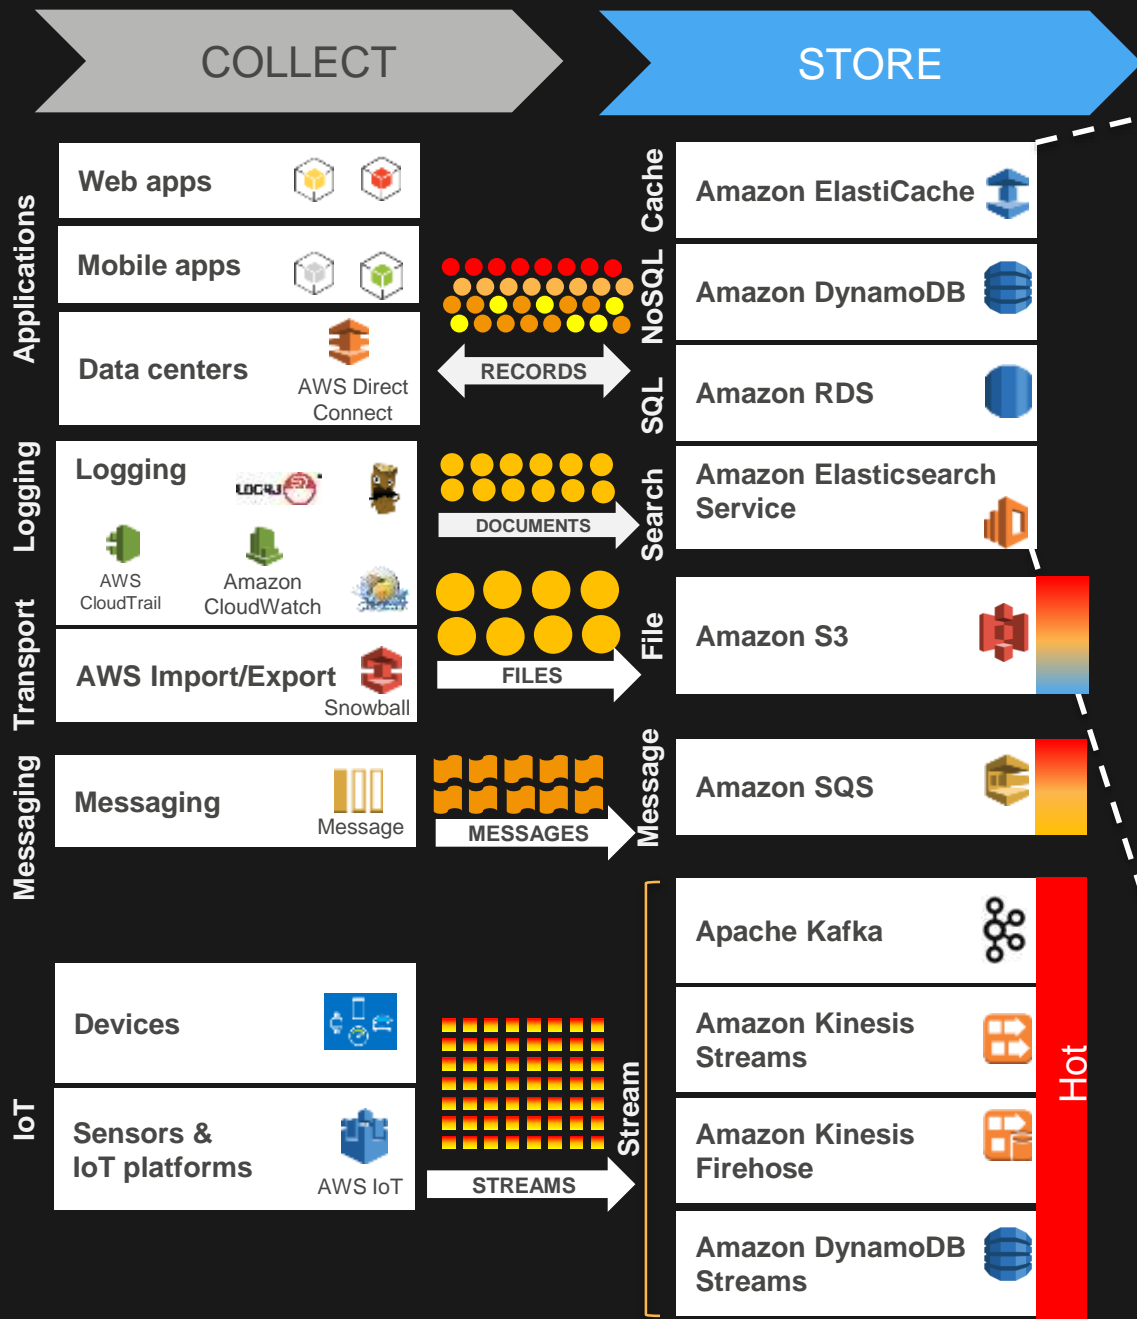 COLLECT
STORE
Applications
Web apps
Mobile apps
Data centers
AWS Direct
Connect
RECORDS
Cache
Amazon ElastiCache
NoSQL
Amazon DynamoDB
SQL
Amazon RDS
Logging
Logging
LOG4J
AWS
CloudTrail
Amazon
CloudWatch
DOCUMENTS
Search
Amazon Elasticsearch
Service
Transport
AWS Import/Export
Snowball
FILES
File
Amazon S3
Messaging
Messaging
Message
MESSAGES
Message
Amazon SQS
IoT
Devices
Sensors &
IoT platforms
AWS IoT
STREAMS
Stream
Apache Kafka
Amazon Kinesis
Streams
Amazon Kinesis
Firehose
Amazon DynamoDB
Streams
Hot